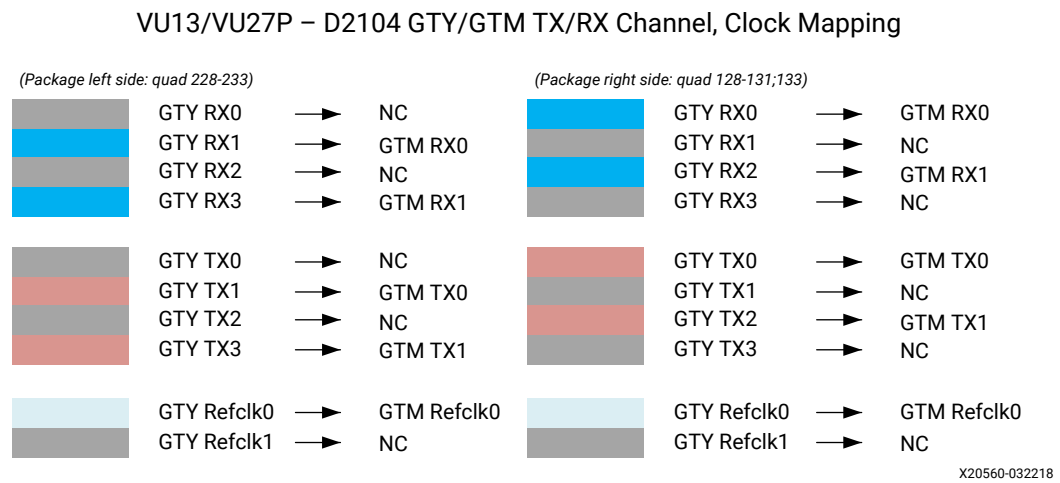 VU13/VU27P – D2104 GTY/GTM TX/RX Channel, Clock Mapping
(Package left side: quad 228-233)
GTY RX0 NC
GTY RX1 GTM RX0
GTY RX2 NC
GTY RX3 GTM RX1
GTY TX0 NC
GTY TX1 GTM TX0
GTY TX2 NC
GTY TX3 GTM TX1
GTY Refclk0 GTM Refclk0
GTY Refclk1 NC
(Package right side: quad 128-131;133)
GTY RX0 GTM RX0
GTY RX1 NC
GTY RX2 GTM RX1
GTY RX3 NC
GTY TX0 GTM TX0
GTY TX1 NC
GTY TX2 GTM TX1
GTY TX3 NC
GTY Refclk0 GTM Refclk0
GTY Refclk1 NC
X20560-032218